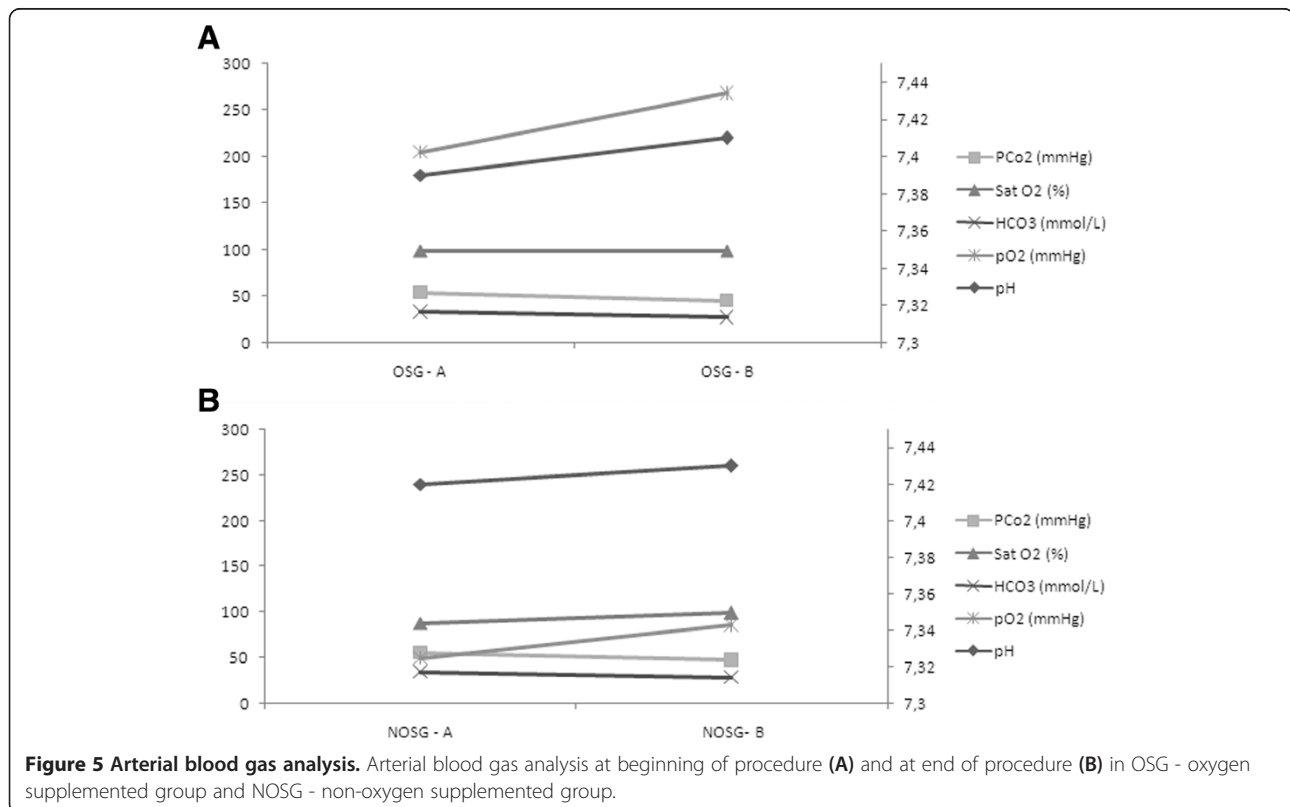 A
300
250
200
150
100
50
0
7,44
7,42
7,4
7,38
7,36
7,34
7,32
7,3
OSG - A
OSG - B
PCo2 (mmHg)
Sat O2 (%)
HCO3 (mmol/L)
pO2 (mmHg)
pH
B
300
250
200
150
100
50
0
7,44
7,42
7,4
7,38
7,36
7,34
7,32
7,3
NOSG - A
NOSG- B
PCo2 (mmHg)
Sat O2 (%)
HCO3 (mmol/L)
pO2 (mmHg)
pH
Figure 5 Arterial blood gas analysis. Arterial blood gas analysis at beginning of procedure (A) and at end of procedure (B) in OSG - oxygen
supplemented group and NOSG - non-oxygen supplemented group.